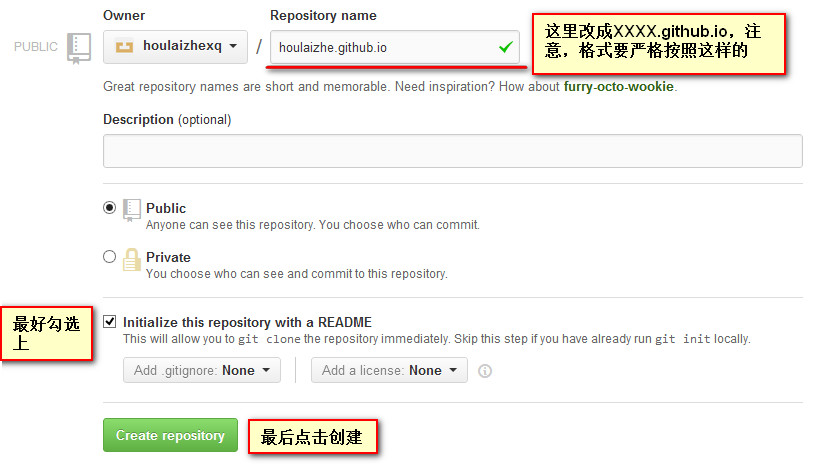 Owner
Repository name
PUBLIC
houlaizhexq
/
houlaizhe.github.io
这里改成XXXX.github.io，注
意，格式要严格按照这样的
Great repository names are short and memorable. Need inspiration? How about furry-octo-wookie.
Description (optional)
Public
Anyone can see this repository. You choose who can commit.
Private
You choose who can see and commit to this repository.
最好勾选
上
Initialize this repository with a README
This will allow you to git clone the repository immediately. Skip this step if you have already run git init locally.
Add .gitignore: None
Add a license: None
Create repository
最后点击创建